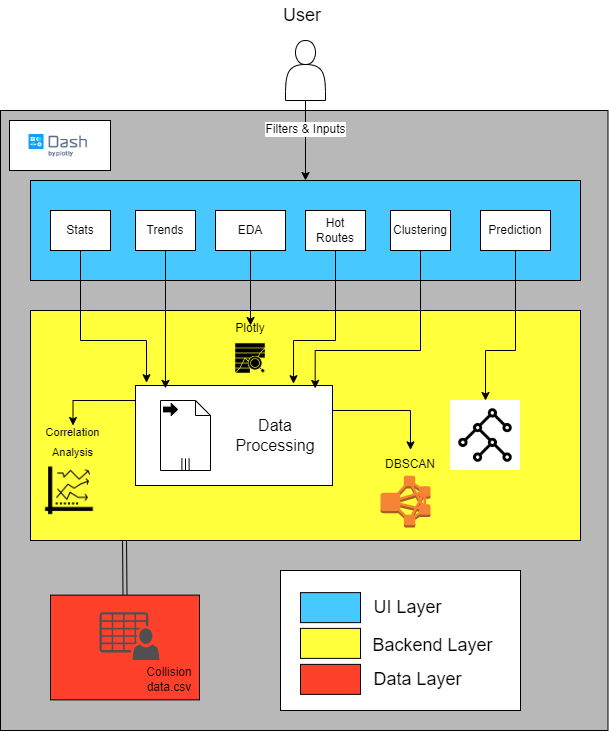 User
Filters & Inputs
Dash
by plotly
Stats
Trends
EDA
Hot
Routes
Clustering
Prediction
Plotly
Data
Processing
Correlation
Analysis
DBSCAN
Collision
data.csv
UI Layer
Backend Layer
Data Layer